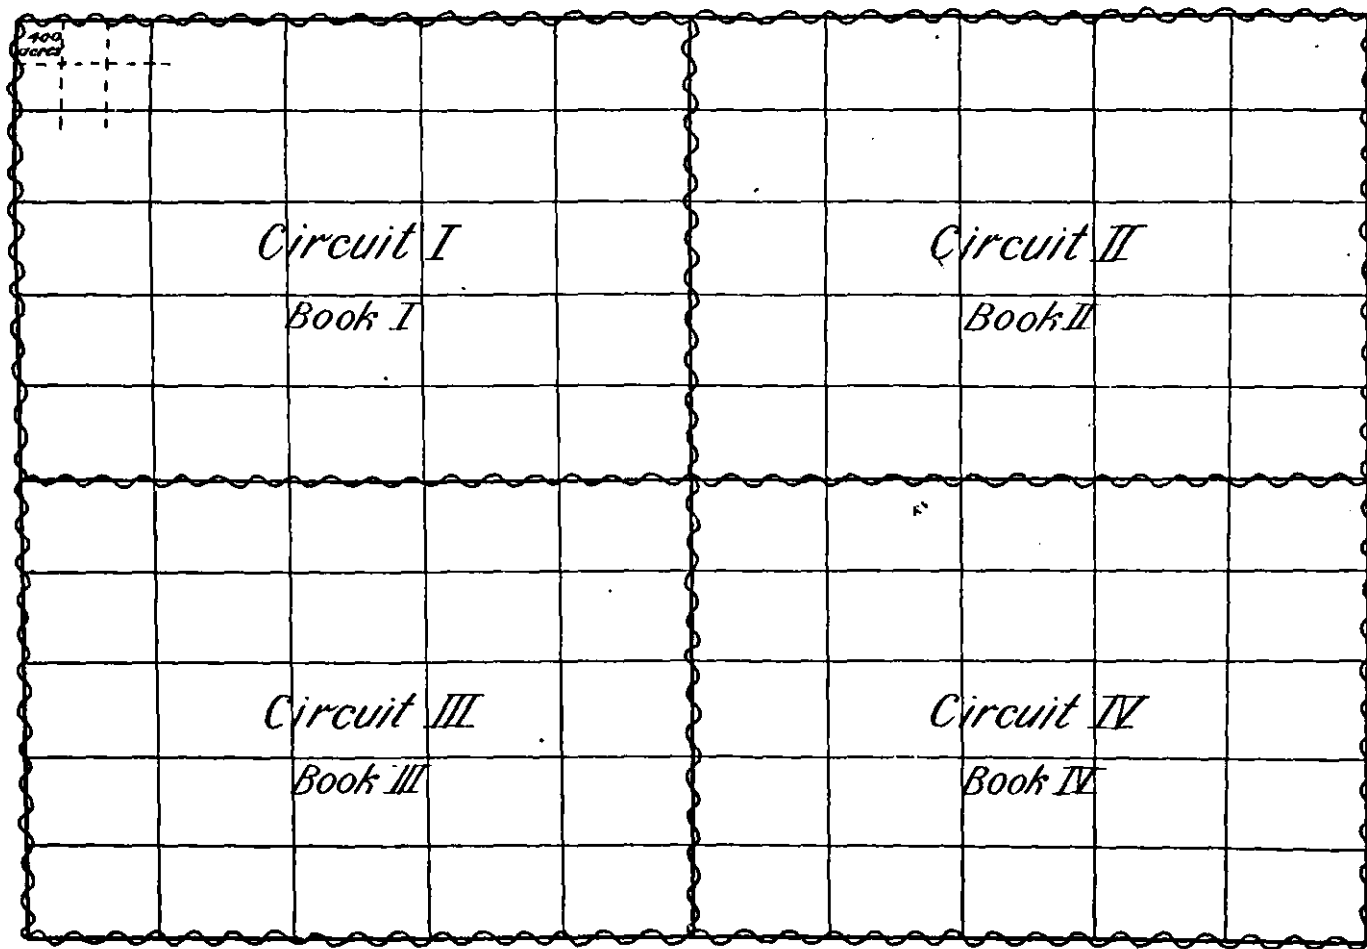 400
acres
Circuit I
Book I
Circuit II
Book II
Circuit III
Book III
Circuit IV
Book IV